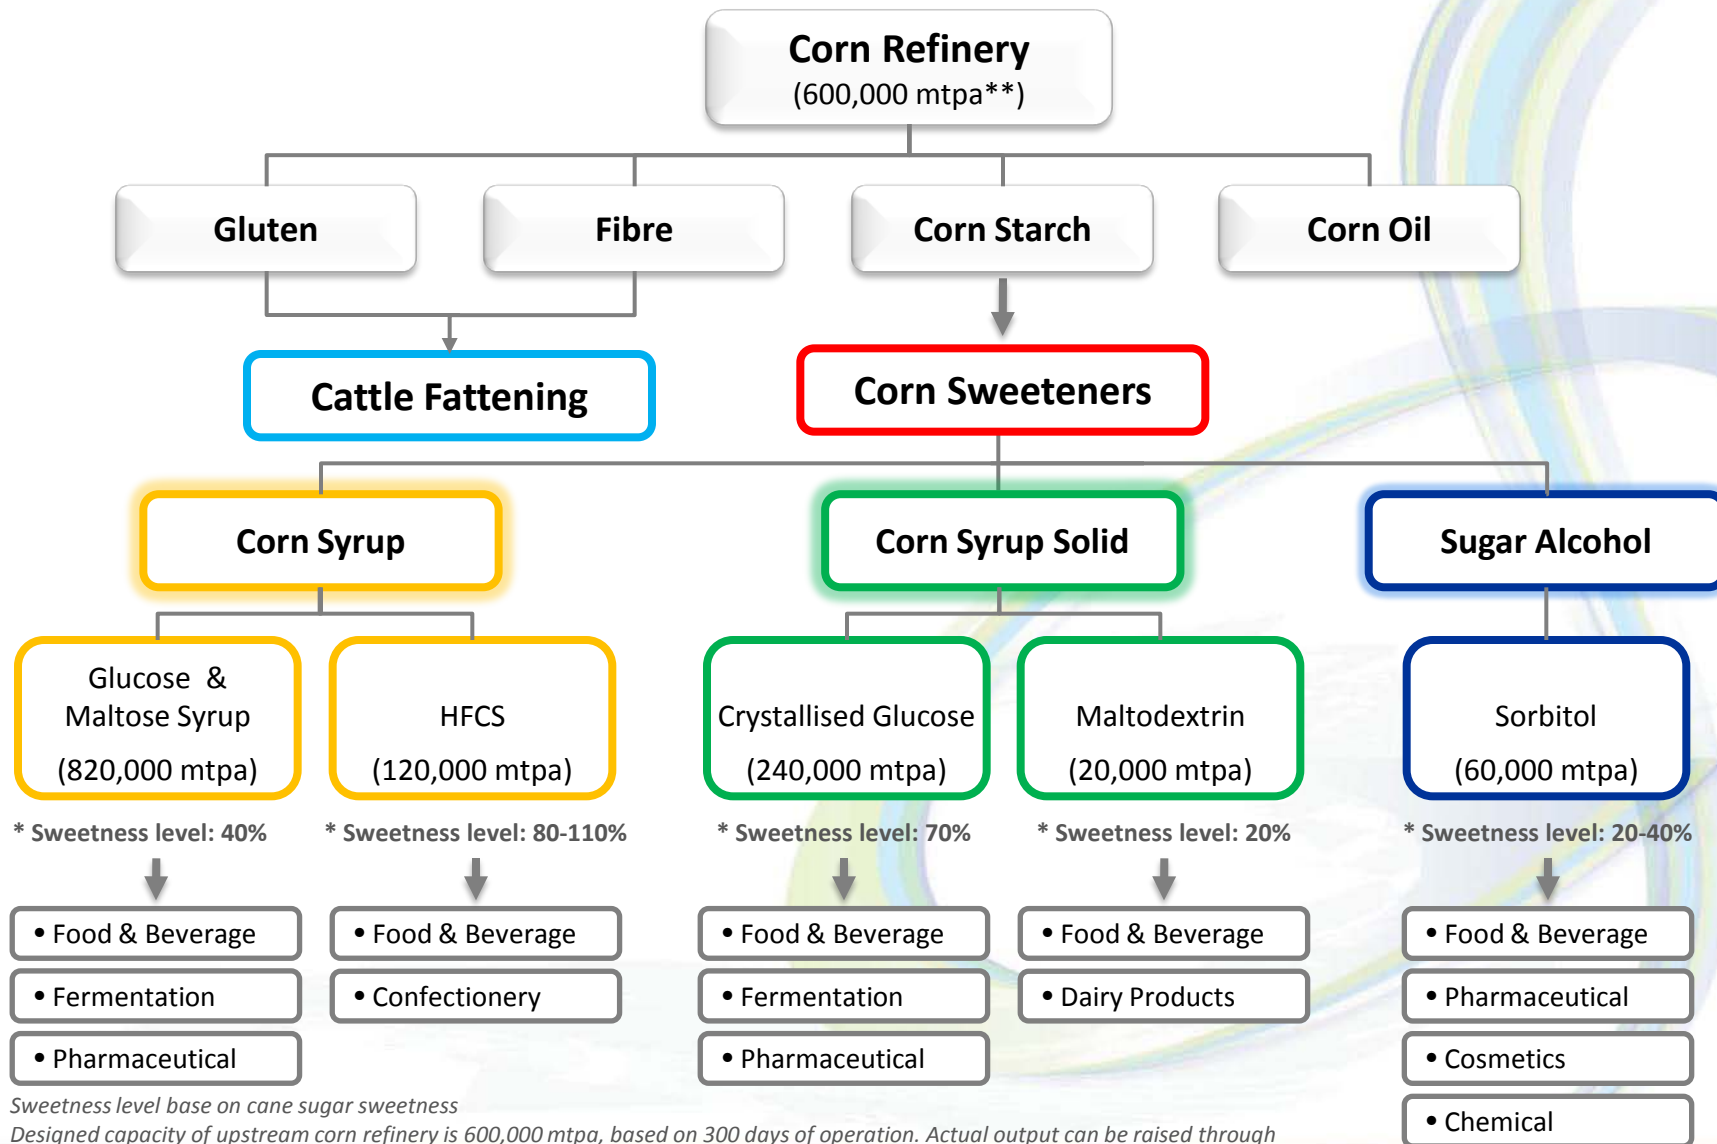 Corn Refinery
(600,000 mtpa**)
Gluten
Fibre
Corn Starch
Corn Oil
Cattle Fattening
Corn Sweeteners
Corn Syrup
Corn Syrup Solid
Sugar Alcohol
Glucose &
Maltose Syrup
(820,000 mtpa)
HFCS
(120,000 mtpa)
Crystallised Glucose
(240,000 mtpa)
Maltodextrin
(20,000 mtpa)
Sorbitol
(60,000 mtpa)
* Sweetness level: 40%
* Sweetness level: 80-110%
* Sweetness level: 70%
* Sweetness level: 20%
* Sweetness level: 20-40%
• Food & Beverage
• Fermentation
• Pharmaceutical
• Food & Beverage
• Confectionery
• Food & Beverage
• Fermentation
• Pharmaceutical
• Food & Beverage
• Dairy Products
• Food & Beverage
• Pharmaceutical
• Cosmetics
• Chemical
Sweetness level base on cane sugar sweetness
Designed capacity of upstream corn refinery is 600,000 mtpa, based on 300 days of operation. Actual output can be raised through